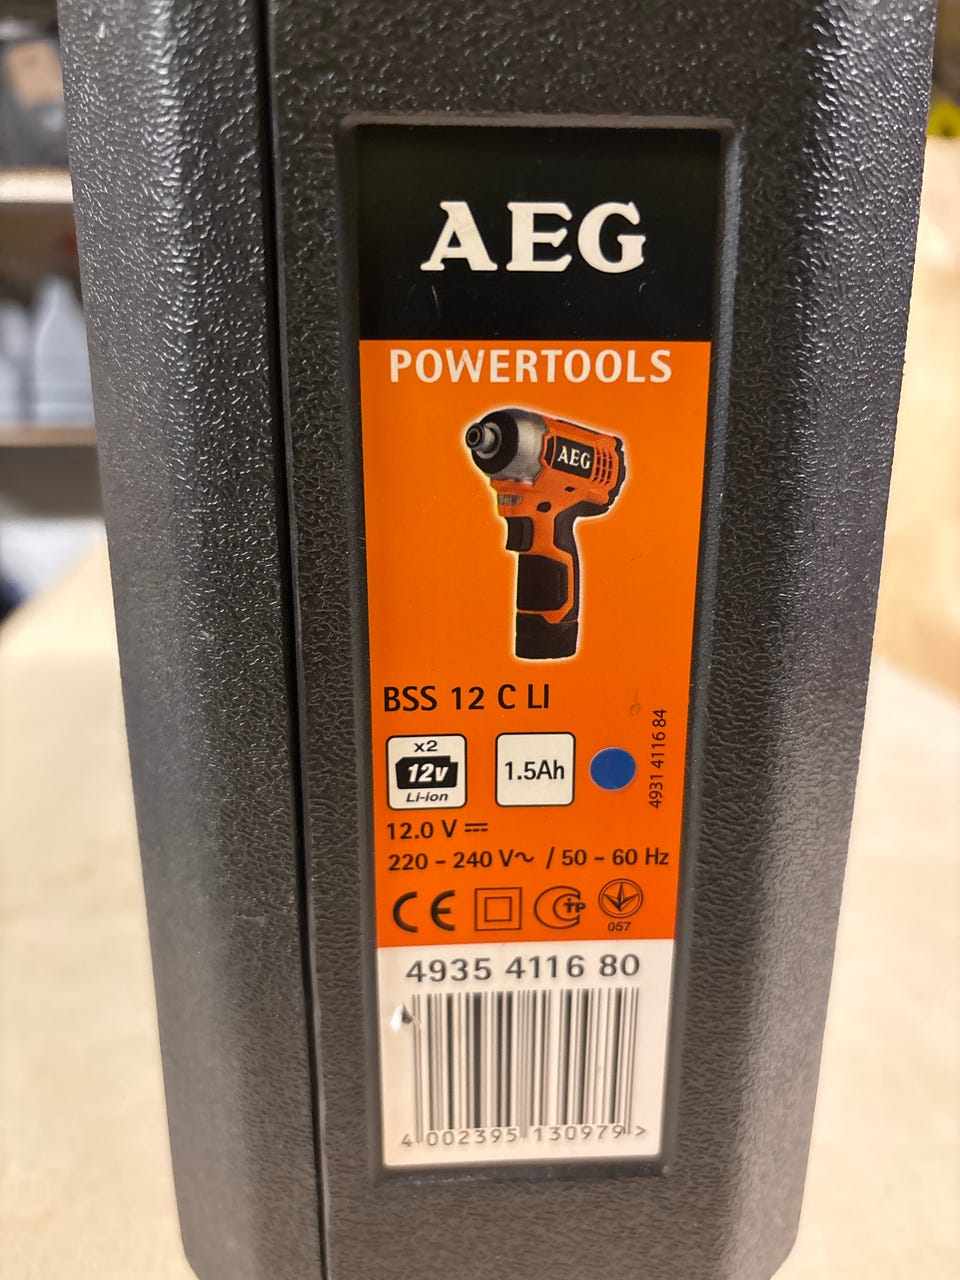 AEG
POWERTOOLS
AEG
BSS 12 C LI
x2
12v
Li-ion
1.5Ah
4931 4116 84
12.0 V
220 - 240 V~ / 50 - 60 Hz
CE
TP
057
4935 4116 80
4 002395 130979 >